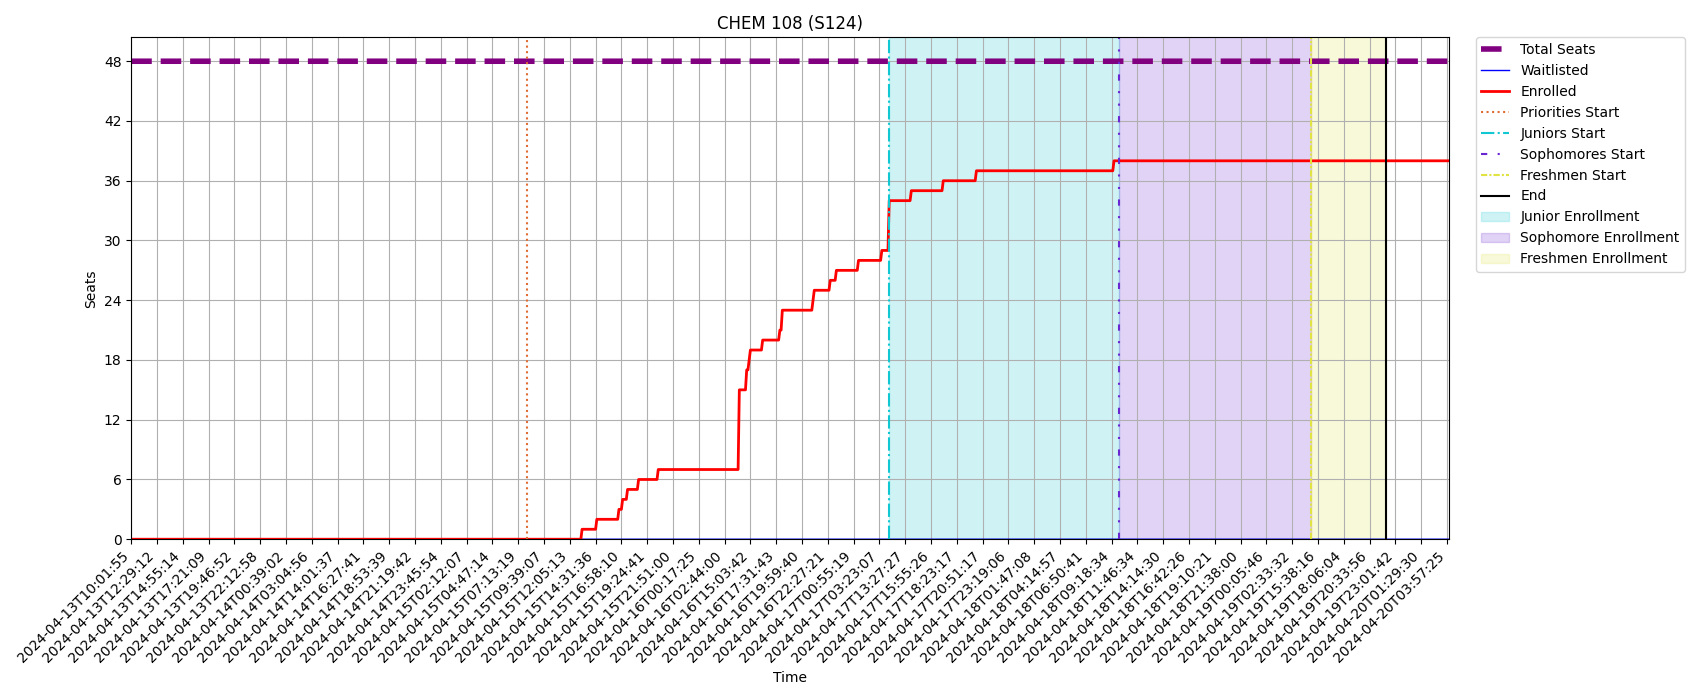 CHEM 108 (S124)
Seats
48
42
36
30
24
18
12
6
0
2024-04-13T10:01:55
2024-04-13T12:29:12
2024-04-13T14:55:14
2024-04-13T17:21:09
2024-04-13T19:46:52
2024-04-13T22:12:58
2024-04-14T00:39:02
2024-04-14T03:04:56
2024-04-14T14:01:37
2024-04-14T16:27:41
2024-04-14T18:53:39
2024-04-14T21:19:42
2024-04-14T23:45:54
2024-04-15T02:12:07
2024-04-15T04:47:14
2024-04-15T07:13:19
2024-04-15T09:39:07
2024-04-15T12:05:13
2024-04-15T14:31:36
2024-04-15T16:58:10
2024-04-15T19:24:41
2024-04-15T21:51:00
2024-04-16T00:17:25
2024-04-16T02:44:00
2024-04-16T15:03:42
2024-04-16T17:31:43
2024-04-16T19:59:40
2024-04-16T22:27:21
2024-04-17T00:55:19
2024-04-17T03:23:07
2024-04-17T13:27:27
2024-04-17T15:55:26
2024-04-17T18:23:17
2024-04-17T20:51:17
2024-04-17T23:19:06
2024-04-18T01:47:08
2024-04-18T04:14:57
2024-04-18T06:50:41
2024-04-18T09:18:34
2024-04-18T11:46:34
2024-04-18T14:14:30
2024-04-18T16:42:26
2024-04-18T19:10:21
2024-04-18T21:38:00
2024-04-19T00:05:46
2024-04-19T02:33:32
2024-04-19T15:38:16
2024-04-19T18:06:04
2024-04-19T20:33:56
2024-04-19T23:01:42
2024-04-20T01:29:30
2024-04-20T03:57:25
Time
Total Seats
Waitlisted
Enrolled
Priorities Start
Juniors Start
Sophomores Start
Freshmen Start
End
Junior Enrollment
Sophomore Enrollment
Freshmen Enrollment